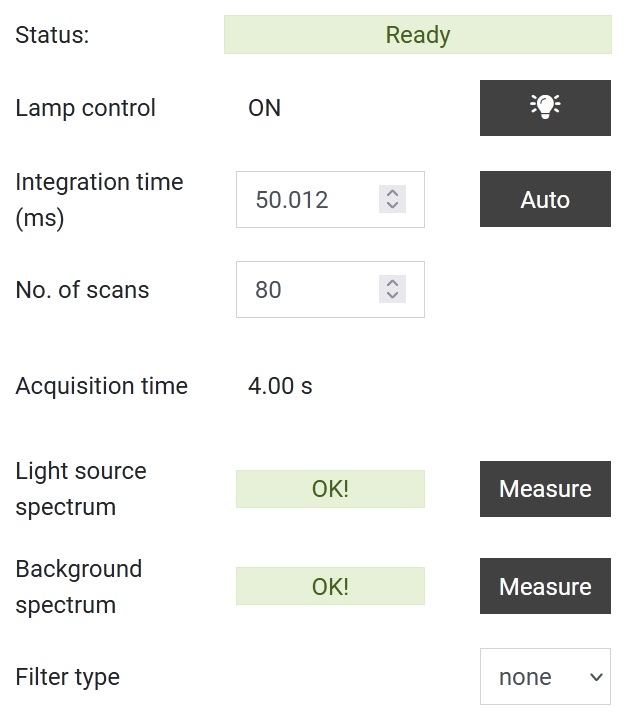 Status: Ready
Lamp control ON
Integration time
(ms) 50.012 Auto
No. of scans 80
Acquisition time 4.00 s
Light source
spectrum OK! Measure
Background
spectrum OK! Measure
Filter type none